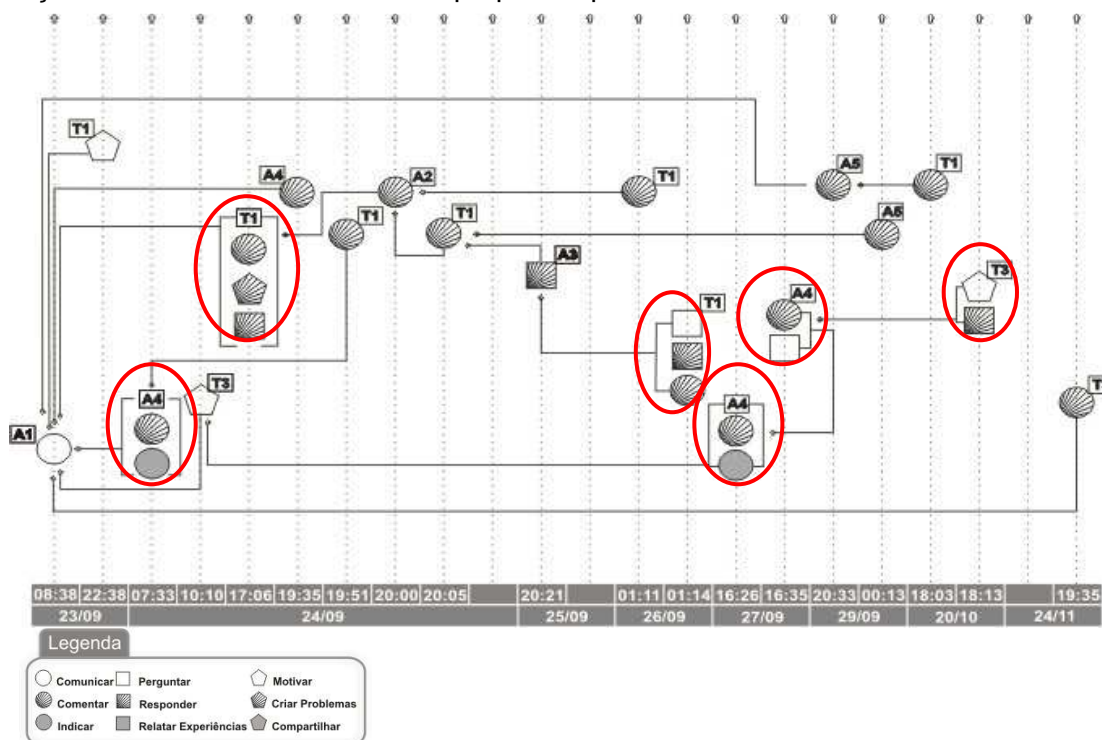 T1
A5
T1
A4
A2
T1
T1
T1
T1
A5
A3
T3
A4
T1
T3
A4
A4
A1
08:38 22:38 07:33 10:10 17:06 19:35 19:51 20:00 20:05 20:21 01:11 01:14 16:26 16:35 20:33 00:13 18:03 18:13 19:35
23/09 24/09 25/09 26/09 27/09 29/09 20/10 24/11
Legenda
Comunicar Perguntar Motivar
Comentar Responder Criar Problemas
Indicar Relatar Experiências Compartilhar